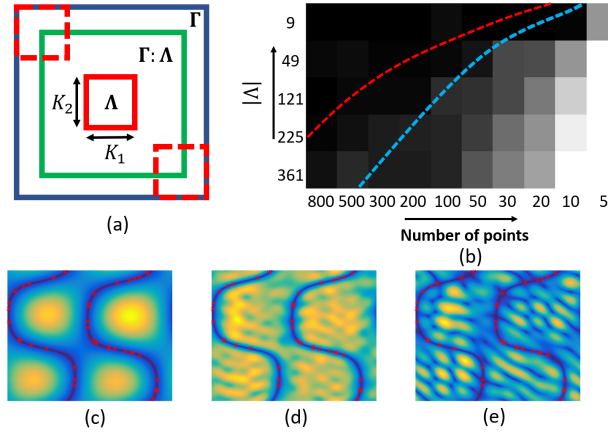 Γ
Γ: Λ
K₂
Λ
K₁
(a)
|Λ|
9
49
121
225
361
800 500 300 200 100 50 30 20 10 5
Number of points
(b)
(c)
(d)
(e)